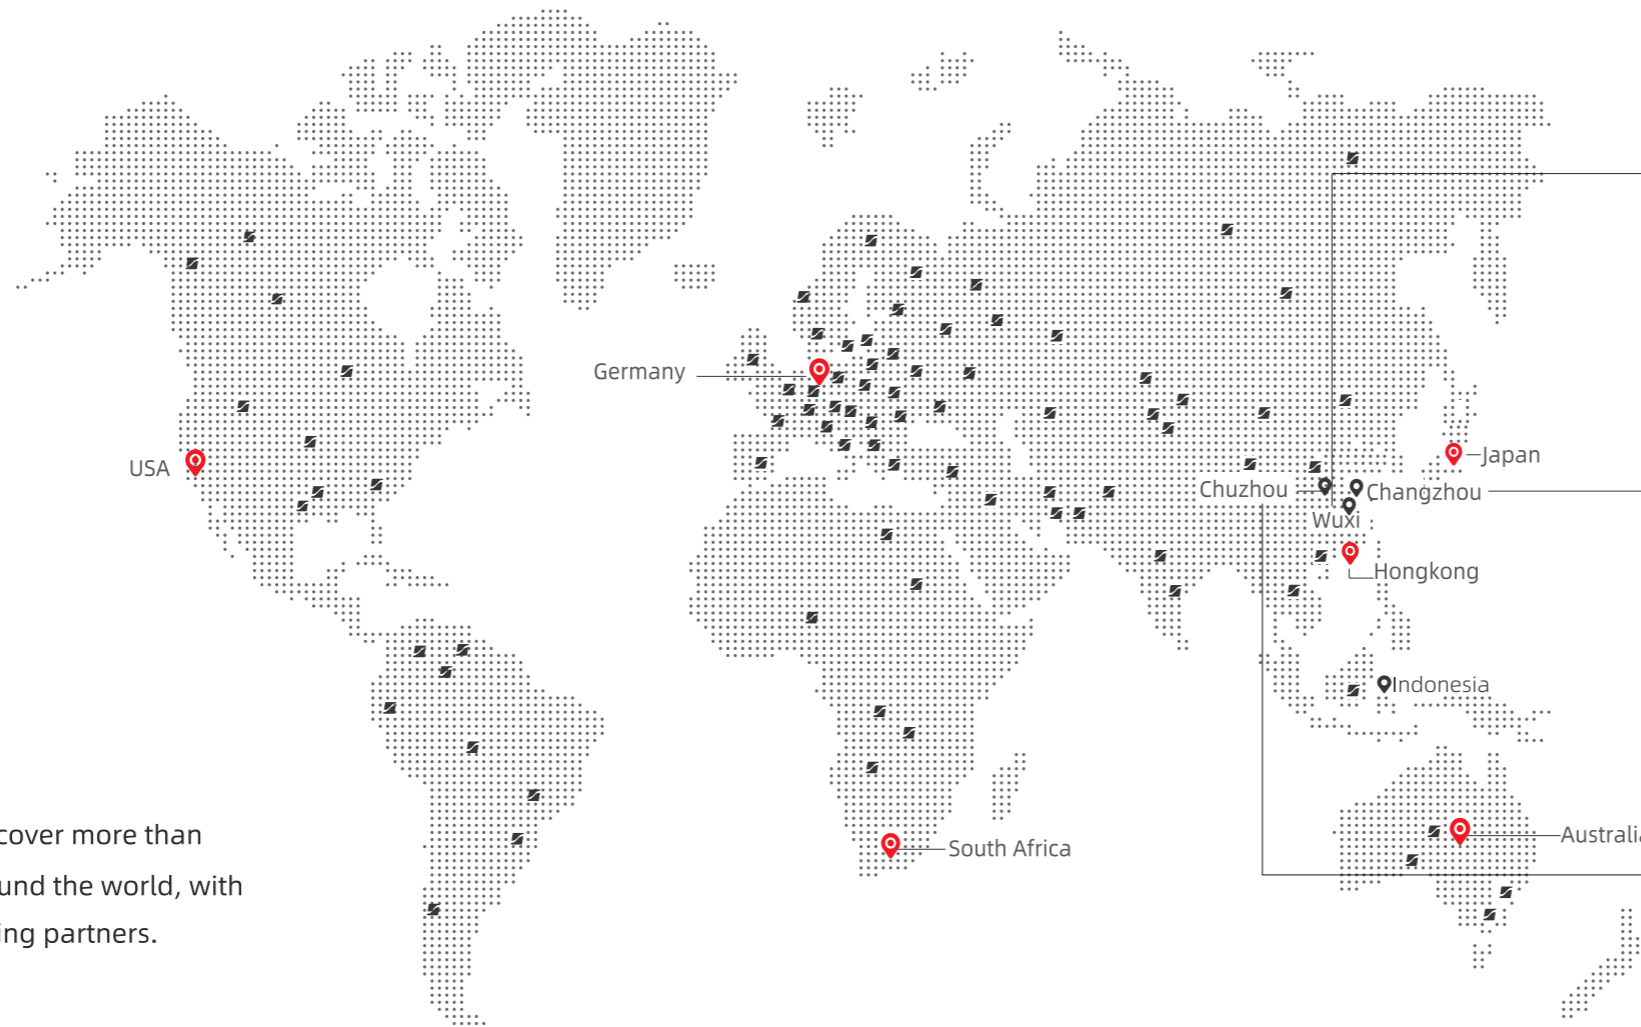 Germany
USA
Japan
Chuzhou
Changzhou
Wuxi
Hongkong
Indonesia
Australia
South Africa
cover more than
und the world, with
ing partners.